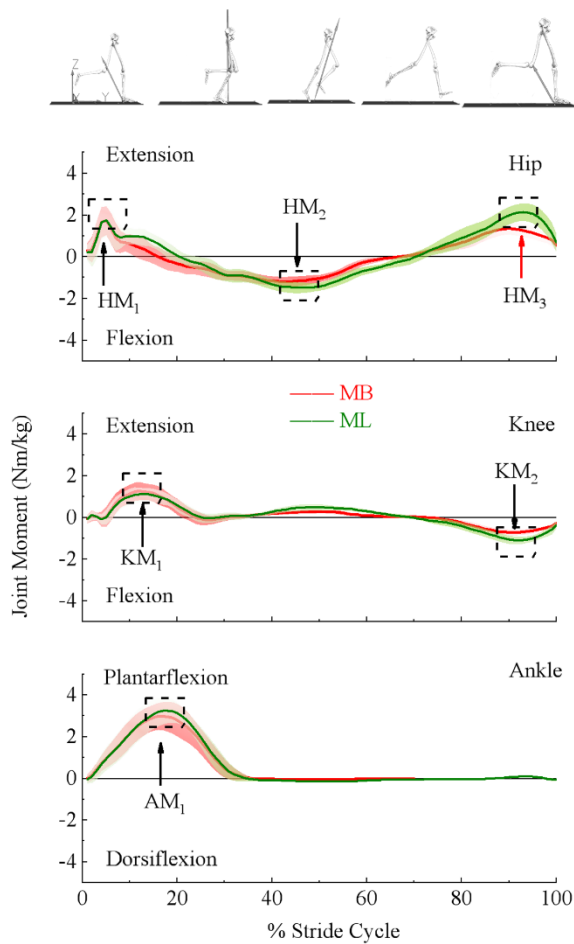 Z
Y
Extension
Hip
4
2
0
-2
-4
HM₁
HM₂
HM₃
Flexion
MB
ML
Extension
Knee
4
2
0
-2
-4
KM₁
KM₂
Flexion
Joint Moment (Nm/kg)
Plantarflexion
Ankle
4
2
0
-2
-4
AM₁
Dorsiflexion
0 20 40 60 80 100
% Stride Cycle